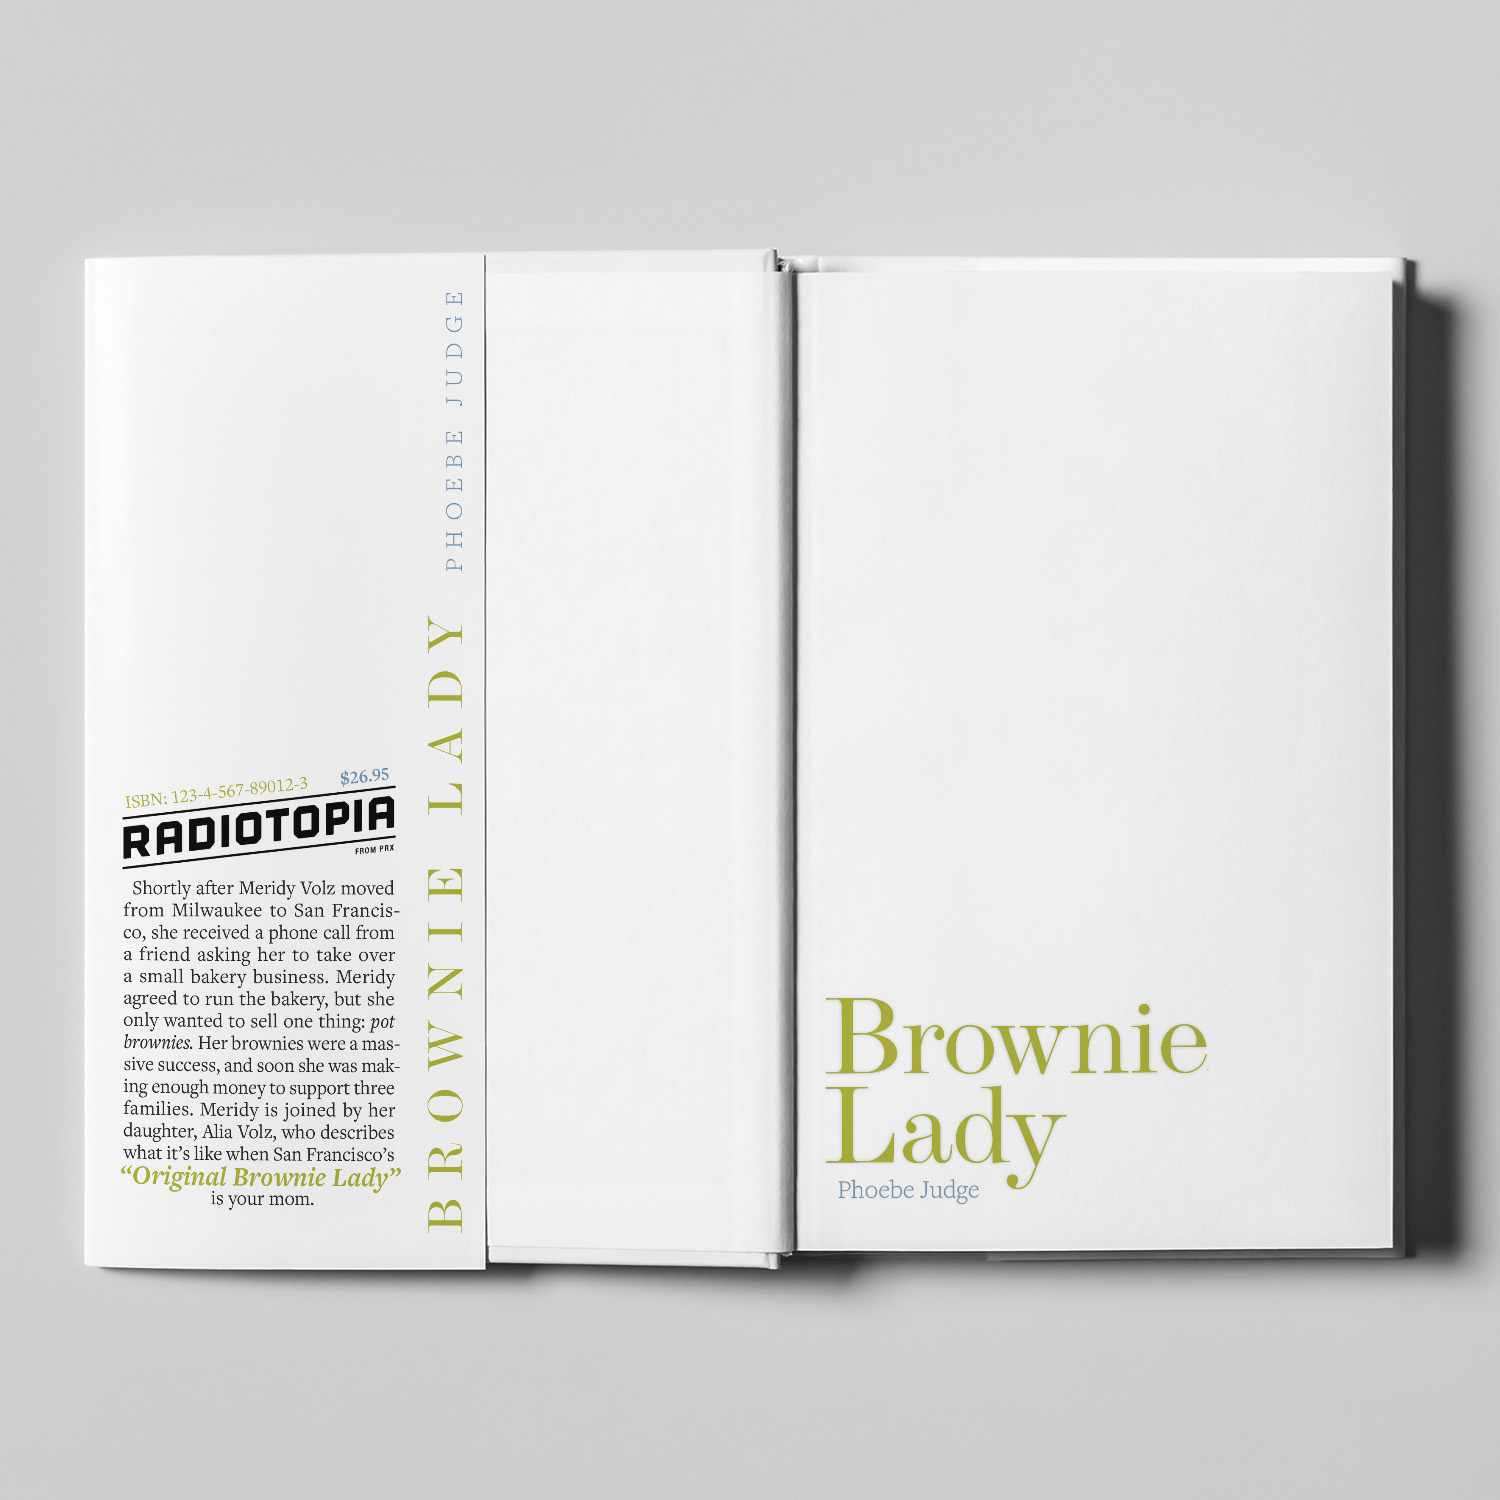 ISBN: 123-4-567-89012-3 $26.95
RADIOTOPIA
FROM PRX
Shortly after Meridy Volz moved
from Milwaukee to San Francis-
co, she received a phone call from
a friend asking her to take over
a small bakery business. Meridy
agreed to run the bakery, but she
only wanted to sell one thing: pot
brownies. Her brownies were a mas-
sive success, and soon she was mak-
ing enough money to support three
families. Meridy is joined by her
daughter, Alia Volz, who describes
what it's like when San Francisco's
“Original Brownie Lady”
is your mom.
BROWNIE LADY PHOEBE JUDGE
Brownie
Lady
Phoebe Judge